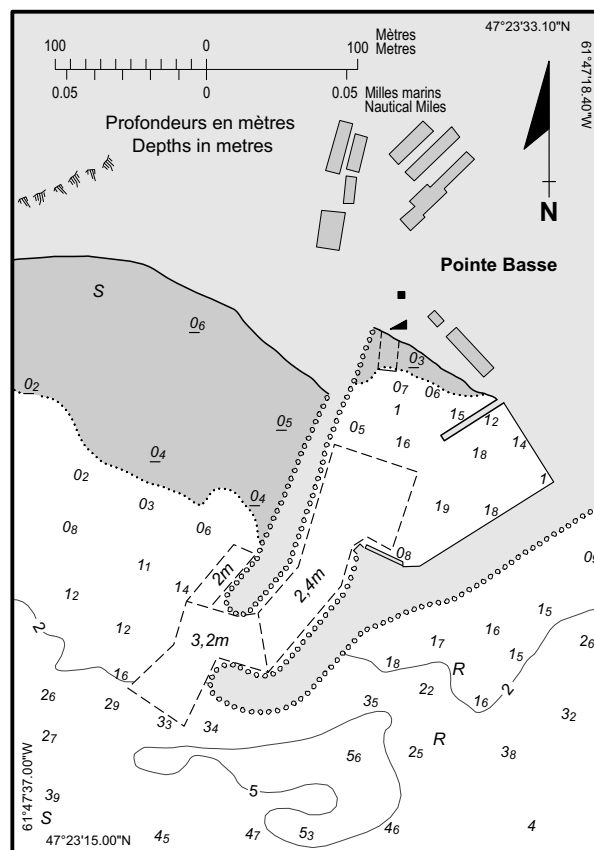 47°23'33.10"N
61°47'18.40"W
Mètres
Metres
100 0 100
0.05 0 0.05
Milles marins
Nautical Miles
Profondeurs en mètres
Depths in metres
N
Pointe Basse
S
0₆
0₃
0₂
0₇ 0₆
0₅ 0₅ 1 1₅ 1₂
0₄ 1₆ 1₈ 1₄
0₂ 1
0₃ 0₄ 1₉ 1₈
0₈ 0₆
1₁ 0₈ 0₉
1₄ 2m 2,4m
1₂
2 1₂ 3,2m 1₇ 1₆ 1₅
1₆ 1₈ R 1₅ 2₆
2₆ 2₉ 2₂ 1₆ 2
3₃ 3₄ 3₅ 3₂
2₇ R
5₆ 2₅ 3₈
3₉ 5
S 4₅ 4₇ 5₃ 4₆ 4
61°47'37.00"W
47°23'15.00"N